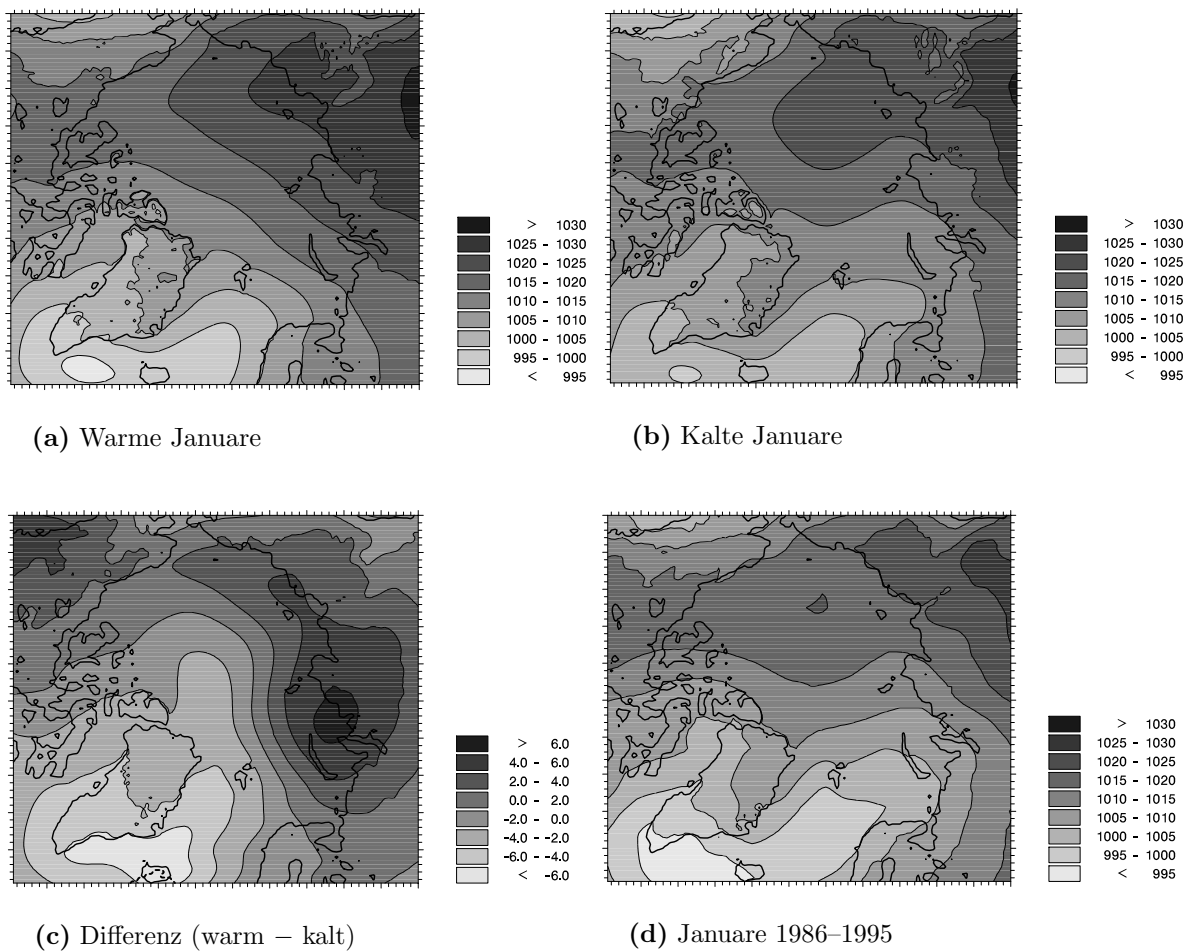 > 1030
1025 - 1030
1020 - 1025
1015 - 1020
1010 - 1015
1005 - 1010
1000 - 1005
995 - 1000
< 995
(a) Warme Januare
> 1030
1025 - 1030
1020 - 1025
1015 - 1020
1010 - 1015
1005 - 1010
1000 - 1005
995 - 1000
< 995
(b) Kalte Januare
> 6.0
4.0 - 6.0
2.0 - 4.0
0.0 - 2.0
-2.0 - 0.0
-4.0 - -2.0
-6.0 - -4.0
< -6.0
(c) Differenz (warm − kalt)
> 1030
1025 - 1030
1020 - 1025
1015 - 1020
1010 - 1015
1005 - 1010
1000 - 1005
995 - 1000
< 995
(d) Januare 1986–1995